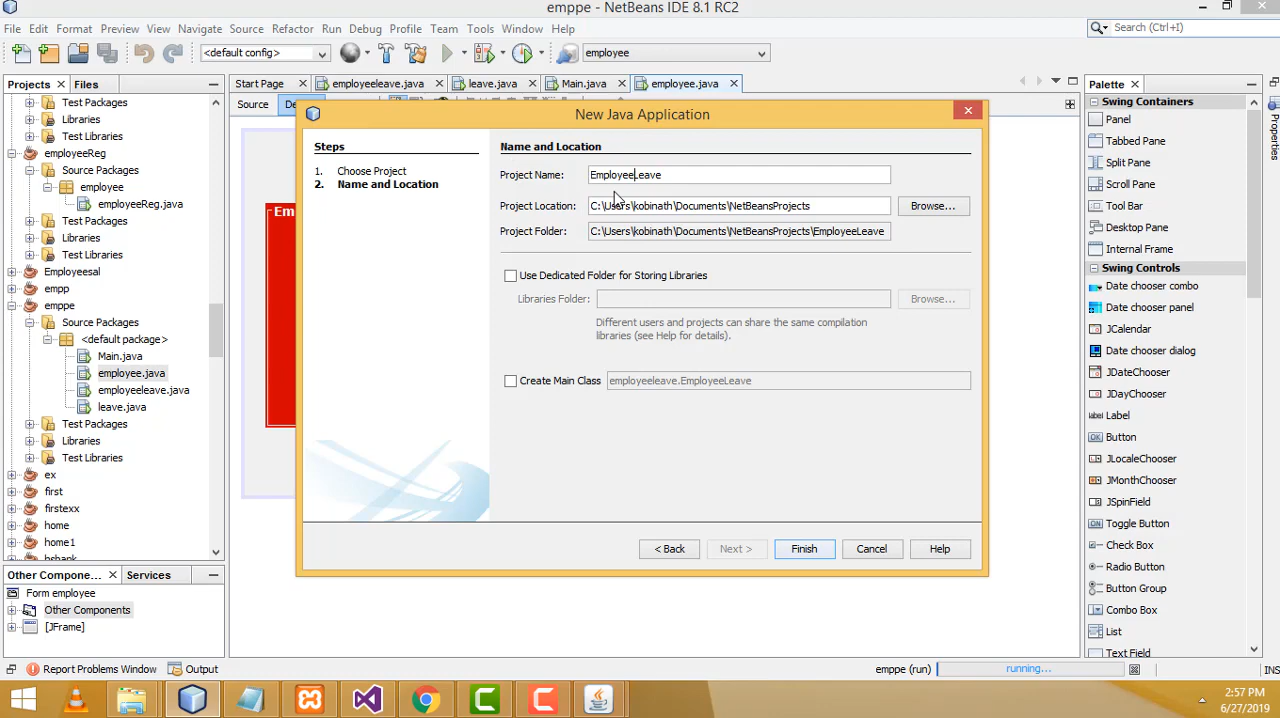 emppe - NetBeans IDE 8.1 RC2
File Edit Format Preview View Navigate Source Refactor Run Debug Profile Team Tools Window Help
Search (Ctrl+I)
<default config>
employee
Projects
Files
Test Packages
Libraries
Test Libraries
employeeReg
Source Packages
employee
employeeReg.java
Test Packages
Libraries
Test Libraries
Employeesal
empp
emppe
Source Packages
<default package>
Main.java
employee.java
employeeleave.java
leave.java
Test Packages
Libraries
Test Libraries
ex
first
firstexx
home
home1
Other Compone...
Services
Form employee
Other Components
[JFrame]
Start Page
employeeleave.java
leave.java
Main.java
employee.java
Source
New Java Application
Steps
1. Choose Project
2. Name and Location
Name and Location
Project Name: EmployeeLeave
Project Location: C:\Users\kobinath\Documents\NetBeansProjects
Browse...
Project Folder: C:\Users\kobinath\Documents\NetBeansProjects\EmployeeLeave
Use Dedicated Folder for Storing Libraries
Libraries Folder:
Browse...
Different users and projects can share the same compilation
libraries (see Help for details).
Create Main Class employeeleave.EmployeeLeave
< Back
Next >
Finish
Cancel
Help
Palette
Swing Containers
Panel
Tabbed Pane
Split Pane
Scroll Pane
Tool Bar
Desktop Pane
Internal Frame
Swing Controls
Date chooser combo
Date chooser panel
JCalendar
Date chooser dialog
JDateChooser
JDayChooser
label Label
OK Button
JLocaleChooser
JMonthChooser
JSpinField
ON Toggle Button
Check Box
Radio Button
Button Group
Combo Box
List
Text Field
Properties
Report Problems Window
Output
emppe (run)
running...
INS
2:57 PM
6/27/2019